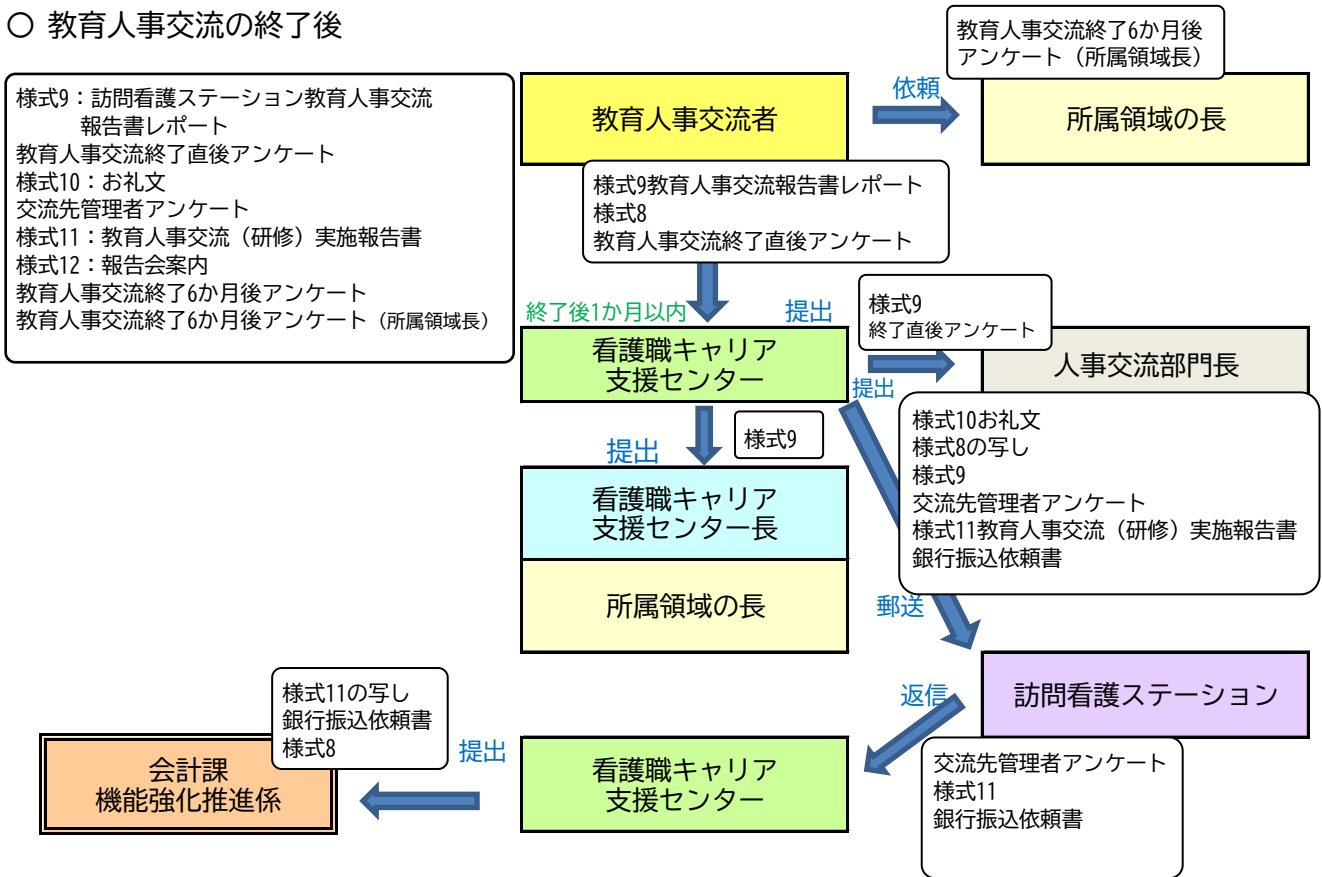 ○ 教育人事交流の終了後
教育人事交流終了6か月後
アンケート（所属領域長）
様式9：訪問看護ステーション教育人事交流
報告書レポート
教育人事交流終了直後アンケート
様式10：お礼文
交流先管理者アンケート
様式11：教育人事交流（研修）実施報告書
様式12：報告会案内
教育人事交流終了6か月後アンケート
教育人事交流終了6か月後アンケート（所属領域長）
教育人事交流者
依頼
所属領域の長
様式9教育人事交流報告書レポート
様式8
教育人事交流終了直後アンケート
終了後1か月以内
提出
様式9
終了直後アンケート
看護職キャリア
支援センター
提出
人事交流部門長
様式10お礼文
様式8の写し
様式9
交流先管理者アンケート
様式11教育人事交流（研修）実施報告書
銀行振込依頼書
提出
様式9
看護職キャリア
支援センター長
所属領域の長
郵送
訪問看護ステーション
返信
交流先管理者アンケート
様式11
銀行振込依頼書
看護職キャリア
支援センター
提出
様式11の写し
銀行振込依頼書
様式8
会計課
機能強化推進係